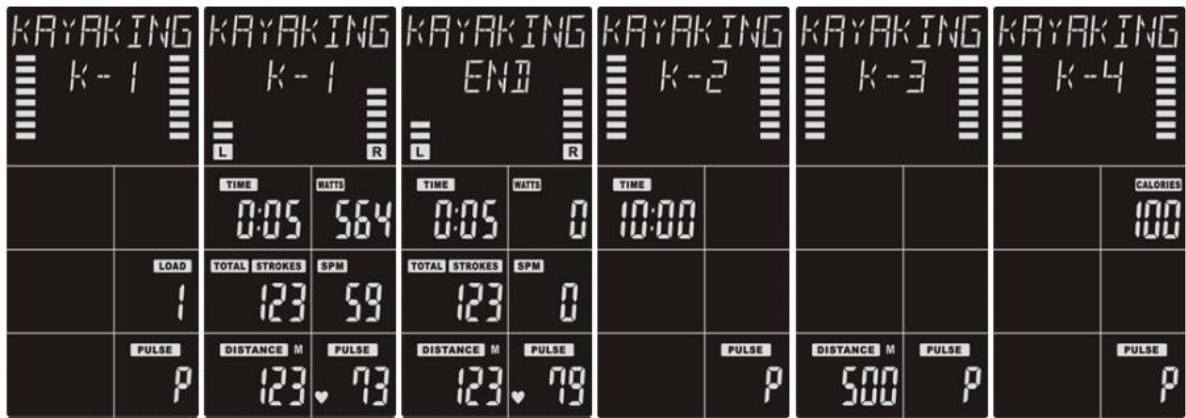 KAYAKING
K-1
LOAD
1
PULSE
P
KAYAKING
K-1
L R
TIME WATTS
0:05 564
TOTAL STROKES SPM
123 59
DISTANCE M PULSE
123 73
KAYAKING
END
L R
TIME WATTS
0:05 0
TOTAL STROKES SPM
123 0
DISTANCE M PULSE
123 79
KAYAKING
K-2
TIME
10:00
PULSE
P
KAYAKING
K-3
DISTANCE M PULSE
500 P
KAYAKING
K-4
CALORIES
100
PULSE
P